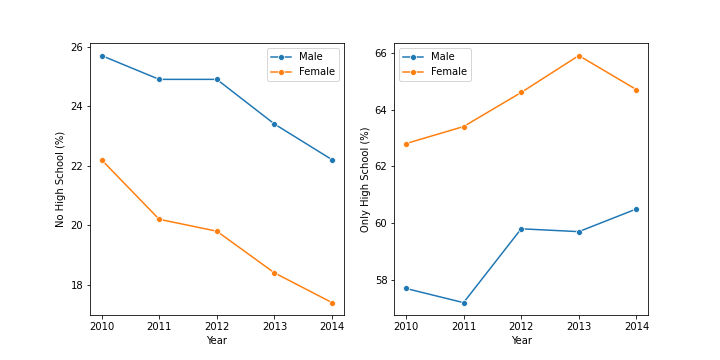 No High School (%)
26
24
22
20
18
Male
Female
2010 2011 2012 2013 2014
Year
Only High School (%)
66
64
62
60
58
Male
Female
2010 2011 2012 2013 2014
Year